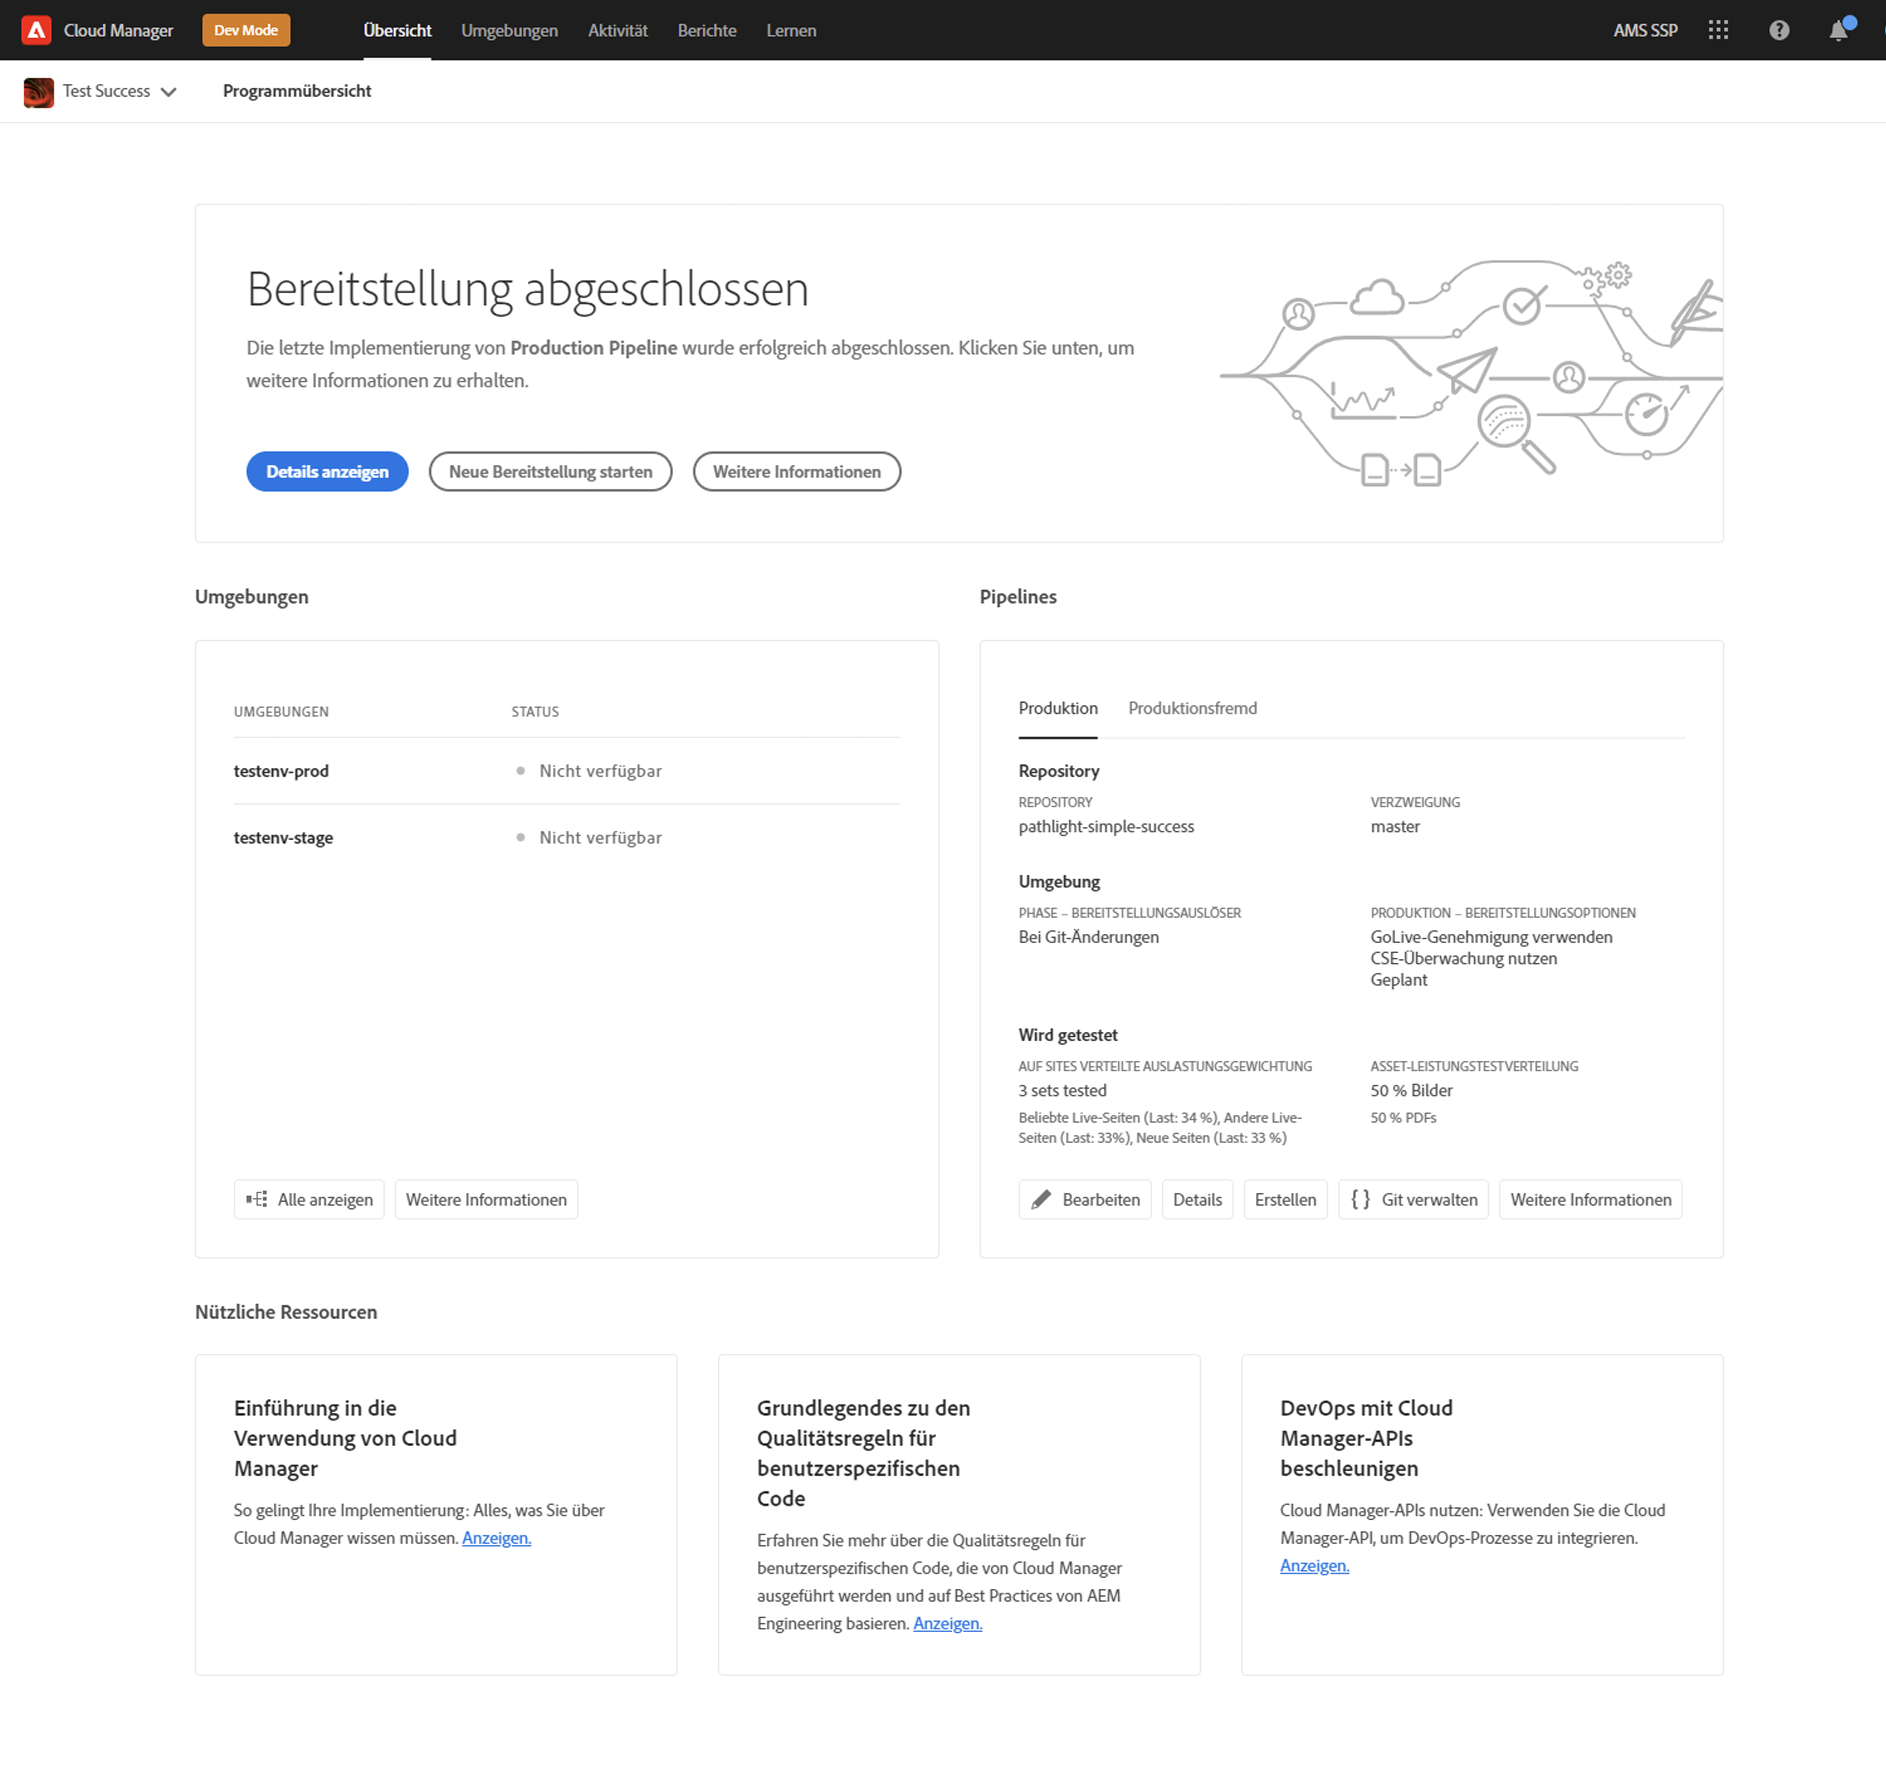 Cloud Manager
Dev Mode
Übersicht
Umgebungen
Aktivität
Berichte
Lernen
AMS SSP
Test Success
Programmübersicht
Bereitstellung abgeschlossen
Die letzte Implementierung von Production Pipeline wurde erfolgreich abgeschlossen. Klicken Sie unten, um
weitere Informationen zu erhalten.
Details anzeigen
Neue Bereitstellung starten
Weitere Informationen
Umgebungen
UMGEBUNGEN
STATUS
testenv-prod
Nicht verfügbar
testenv-stage
Nicht verfügbar
Alle anzeigen
Weitere Informationen
Pipelines
Produktion
Produktionsfremd
Repository
REPOSITORY
pathlight-simple-success
VERZWEIGUNG
master
Umgebung
PHASE – BEREITSTELLUNGSAUSLÖSER
Bei Git-Änderungen
PRODUKTION – BEREITSTELLUNGSOPTIONEN
GoLive-Genehmigung verwenden
CSE-Überwachung nutzen
Geplant
Wird getestet
AUF SITES VERTEILTE AUSLASTUNGSGEWICHTUNG
3 sets tested
Beliebte Live-Seiten (Last: 34 %), Andere Live-
Seiten (Last: 33%), Neue Seiten (Last: 33 %)
ASSET-LEISTUNGSTESTVERTEILUNG
50 % Bilder
50 % PDFs
Bearbeiten
Details
Erstellen
Git verwalten
Weitere Informationen
Nützliche Ressourcen
Einführung in die
Verwendung von Cloud
Manager
So gelingt Ihre Implementierung: Alles, was Sie über
Cloud Manager wissen müssen. Anzeigen.
Grundlegendes zu den
Qualitätsregeln für
benutzerspezifischen
Code
Erfahren Sie mehr über die Qualitätsregeln für
benutzerspezifischen Code, die von Cloud Manager
ausgeführt werden und auf Best Practices von AEM
Engineering basieren. Anzeigen.
DevOps mit Cloud
Manager-APIs
beschleunigen
Cloud Manager-APIs nutzen: Verwenden Sie die Cloud
Manager-API, um DevOps-Prozesse zu integrieren.
Anzeigen.